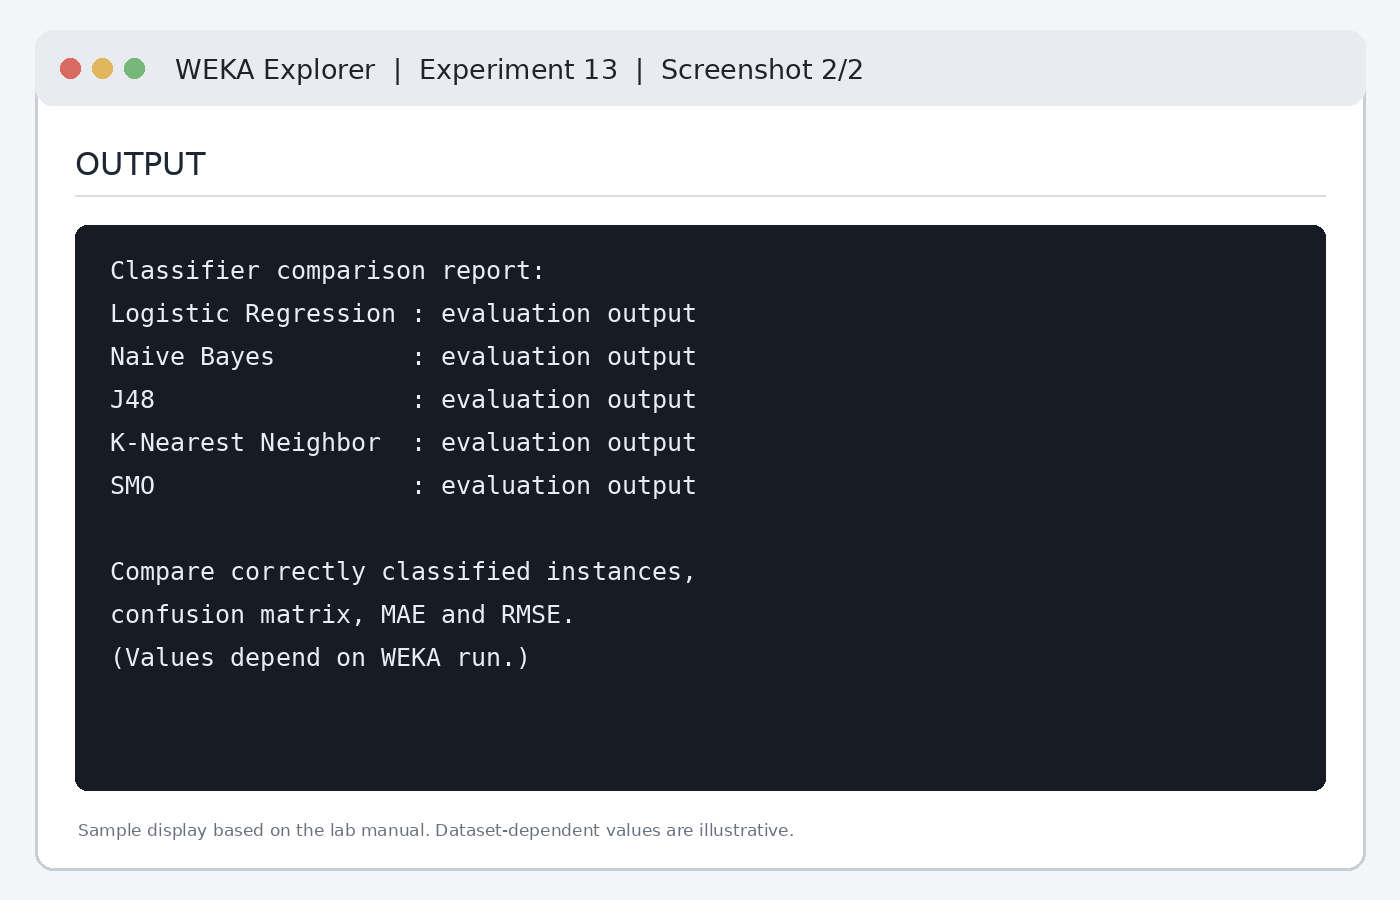 WEKA Explorer | Experiment 13 | Screenshot 2/2
OUTPUT
Classifier comparison report:
Logistic Regression : evaluation output
Naive Bayes         : evaluation output
J48                 : evaluation output
K-Nearest Neighbor  : evaluation output
SMO                 : evaluation output
Compare correctly classified instances,
confusion matrix, MAE and RMSE.
(Values depend on WEKA run.)
Sample display based on the lab manual. Dataset-dependent values are illustrative.